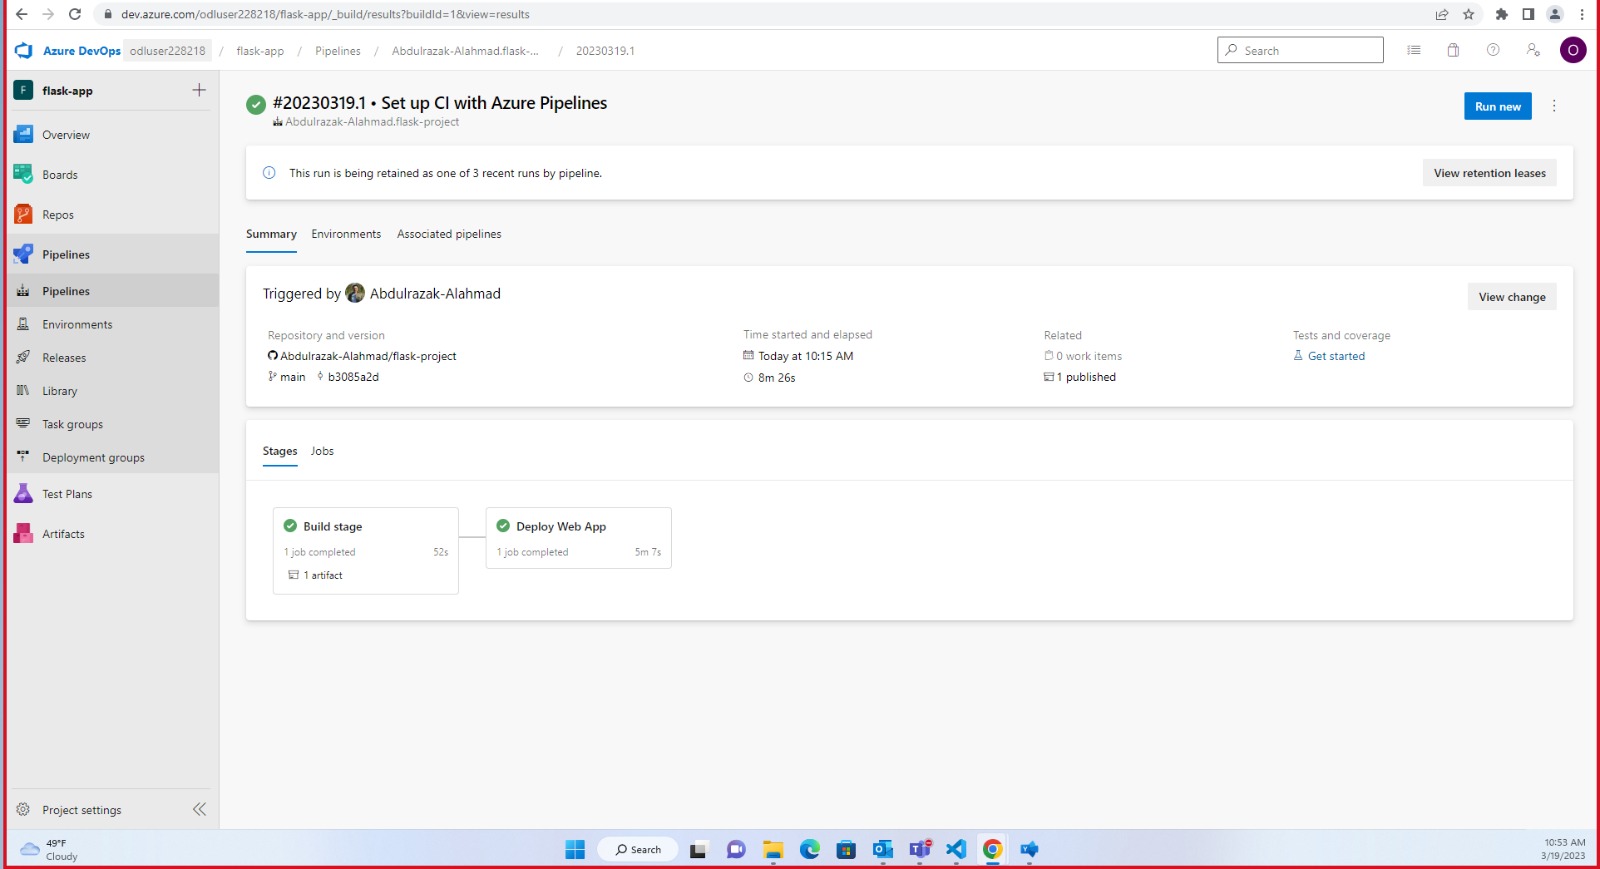 dev.azure.com/odluser228218/flask-app/_build/results?buildId=1&view=results
Azure DevOps odluser228218 / flask-app / Pipelines / Abdulrazak-Alahmad.flask-... / 20230319.1
Search
O
F flask-app
Overview
Boards
Repos
Pipelines
Pipelines
Environments
Releases
Library
Task groups
Deployment groups
Test Plans
Artifacts
Project settings
#20230319.1 • Set up CI with Azure Pipelines
Abdulrazak-Alahmad.flask-project
Run new
This run is being retained as one of 3 recent runs by pipeline.
View retention leases
Summary Environments Associated pipelines
Triggered by Abdulrazak-Alahmad
View change
Repository and version
Abdulrazak-Alahmad/flask-project
main b3085a2d
Time started and elapsed
Today at 10:15 AM
8m 26s
Related
0 work items
1 published
Tests and coverage
Get started
Stages Jobs
Build stage
1 job completed 52s
1 artifact
Deploy Web App
1 job completed 5m 7s
49°F
Cloudy
Search
10:53 AM
3/19/2023